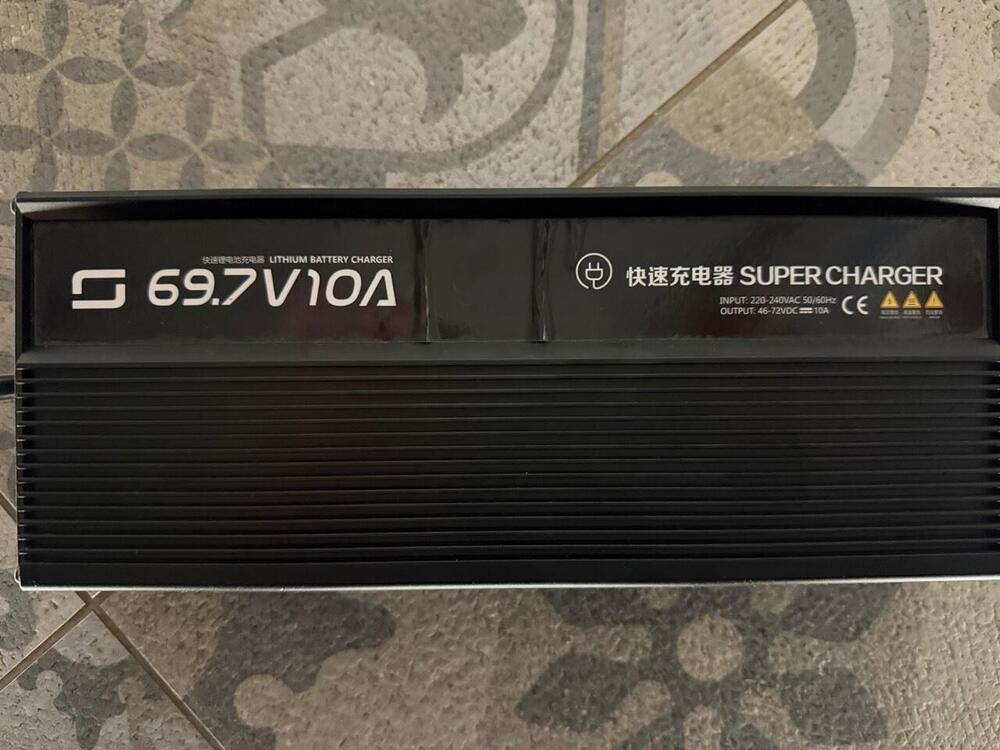 快速锂电池充电器 LITHIUM BATTERY CHARGER
69.7V10A
快速充电器 SUPER CHARGER
INPUT: 220-240VAC 50/60Hz
OUTPUT: 46-72VDC⎓10A
CE